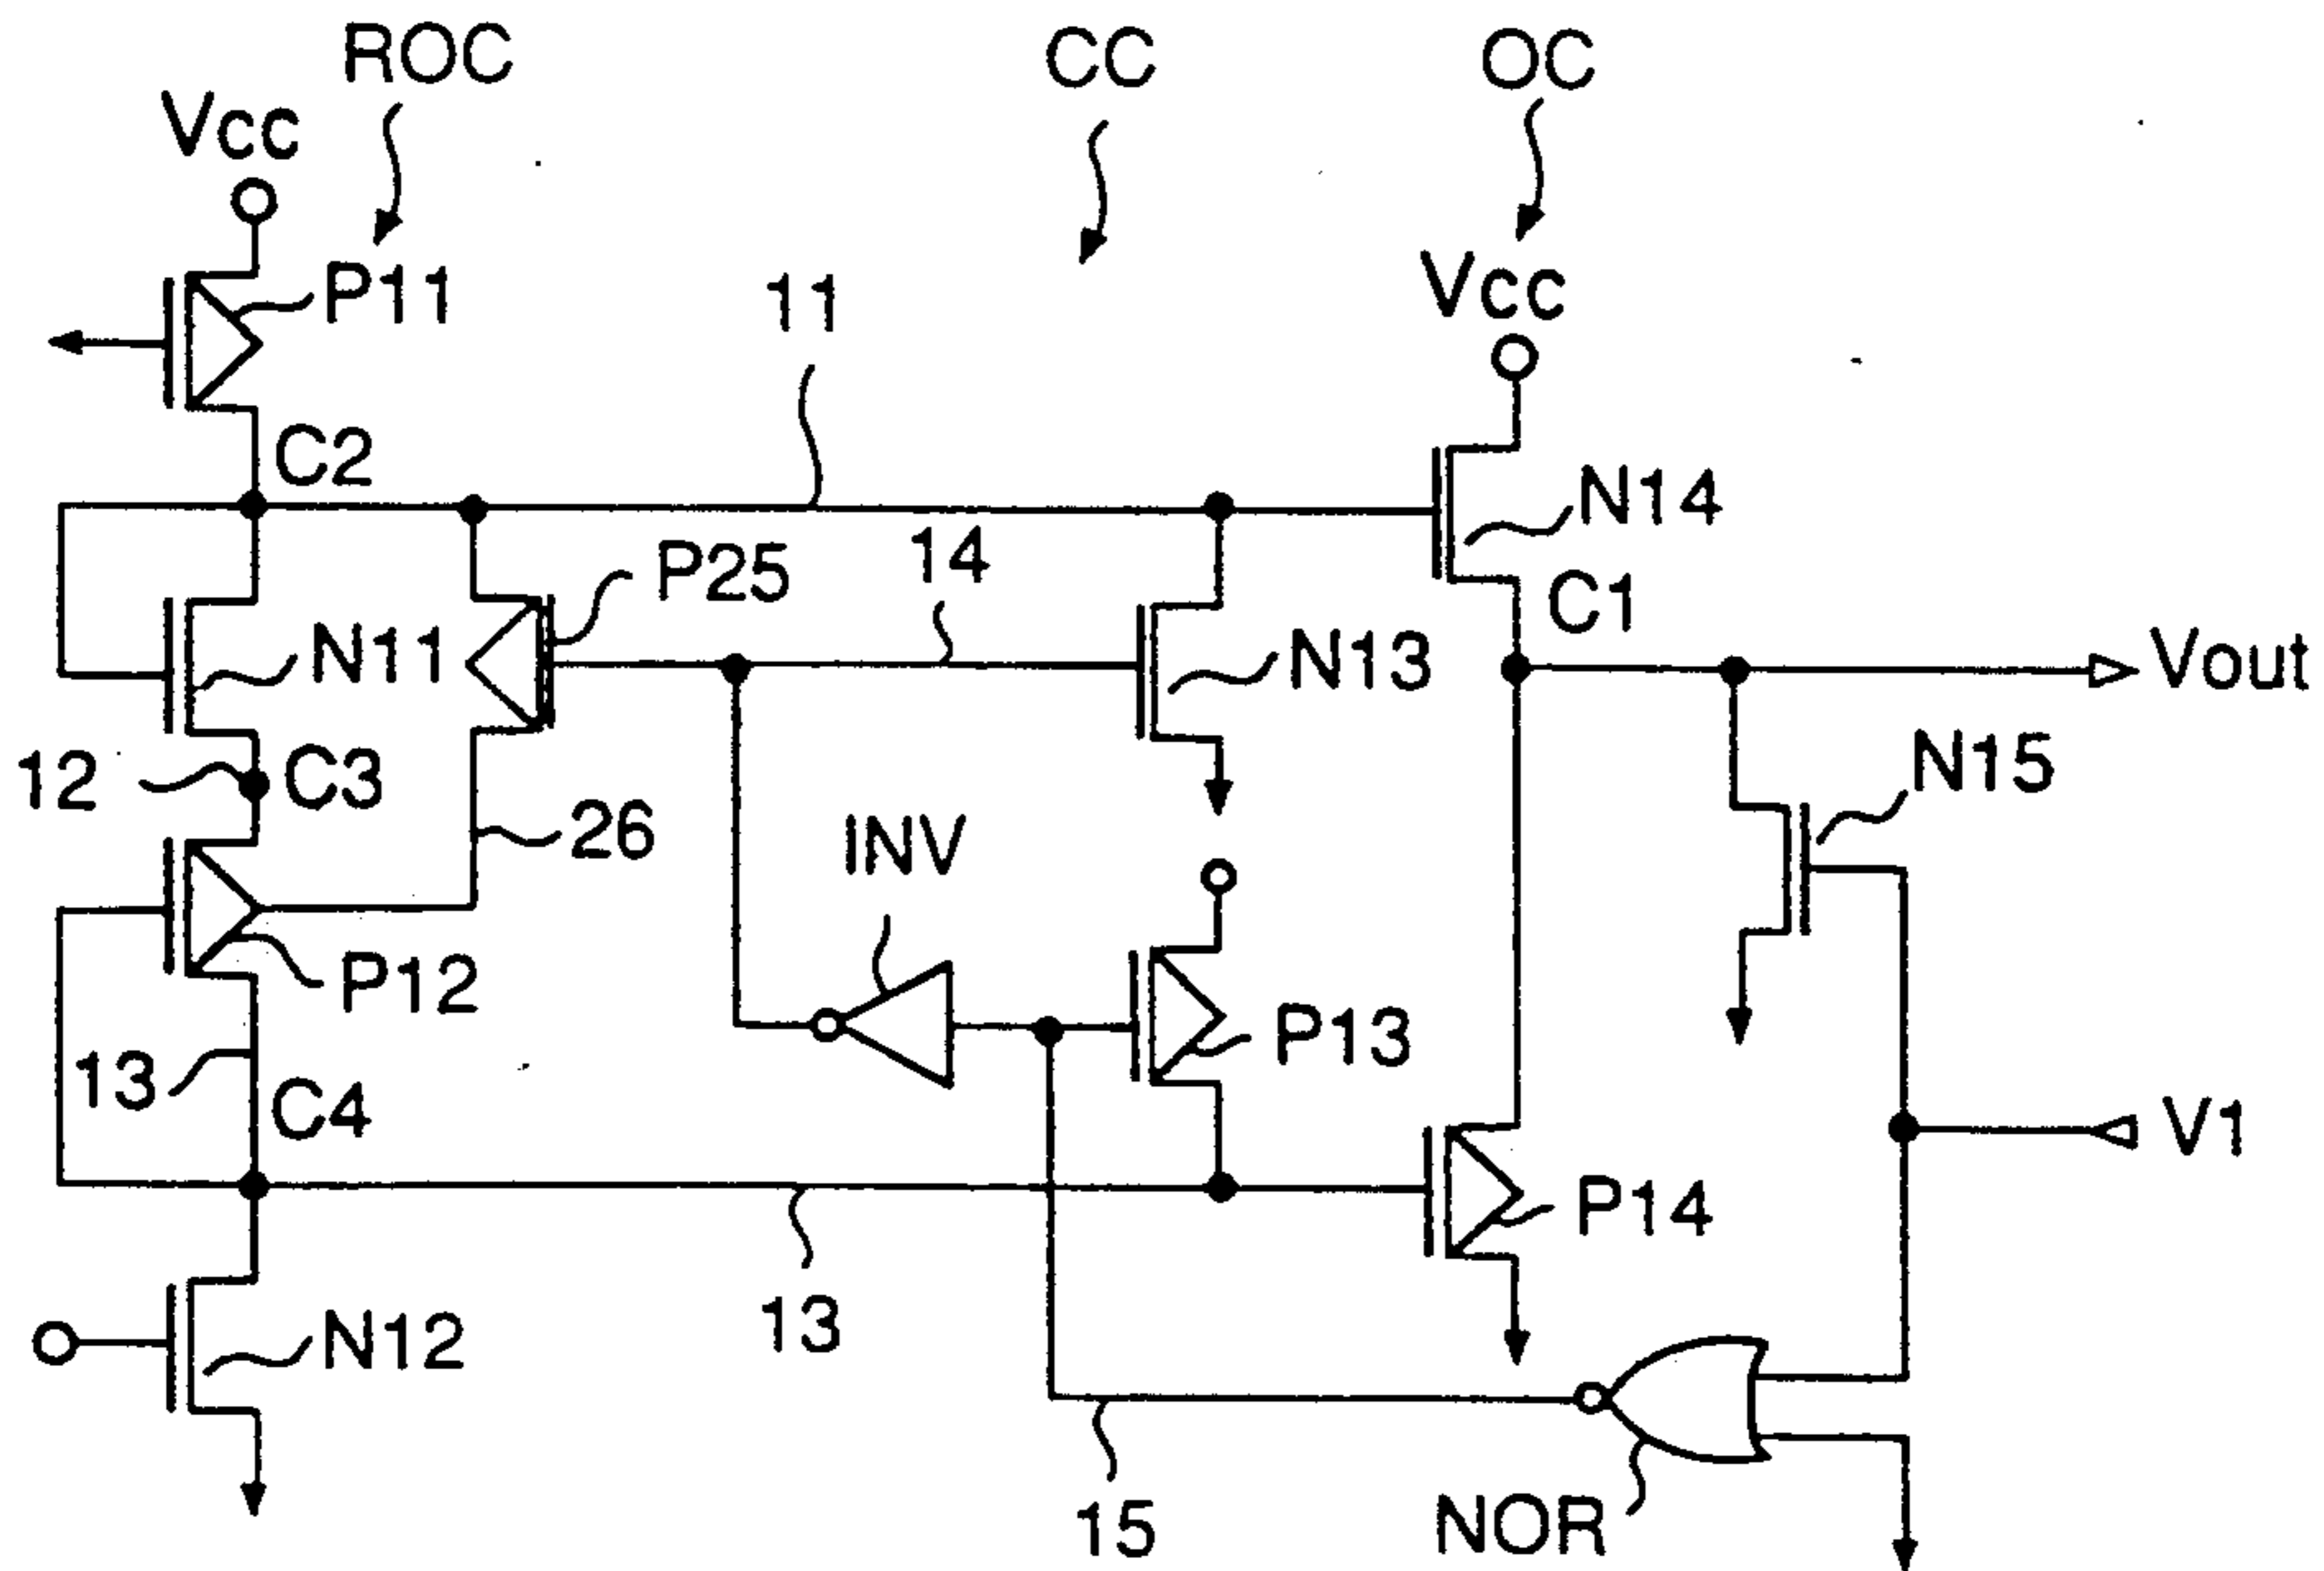 ROC
CC
OC
Vcc
P11
11
Vcc
C2
N14
14
P25
C1
N11
N13
Vout
12
C3
N15
26
INV
P12
P13
13
C4
V1
P14
13
N12
15
NOR